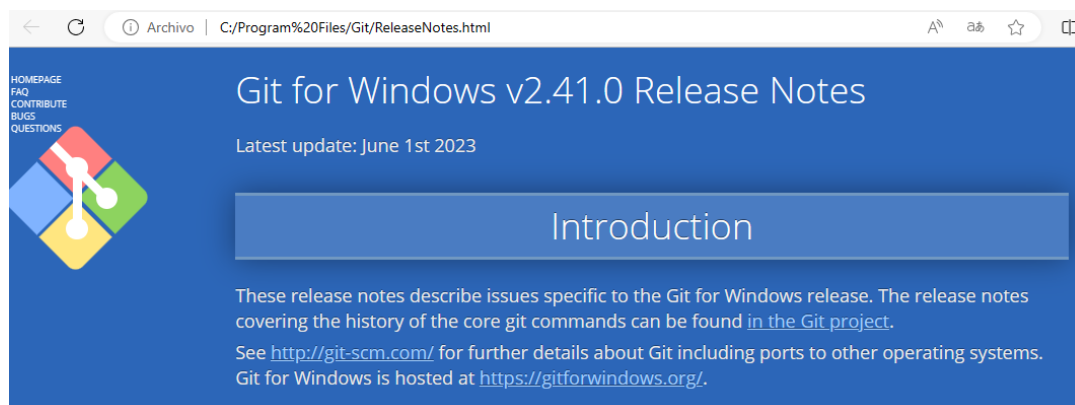 Archivo | C:/Program%20Files/Git/ReleaseNotes.html
HOMEPAGE
FAQ
CONTRIBUTE
BUGS
QUESTIONS
Git for Windows v2.41.0 Release Notes
Latest update: June 1st 2023
Introduction
These release notes describe issues specific to the Git for Windows release. The release notes
covering the history of the core git commands can be found in the Git project.
See http://git-scm.com/ for further details about Git including ports to other operating systems.
Git for Windows is hosted at https://gitforwindows.org/.